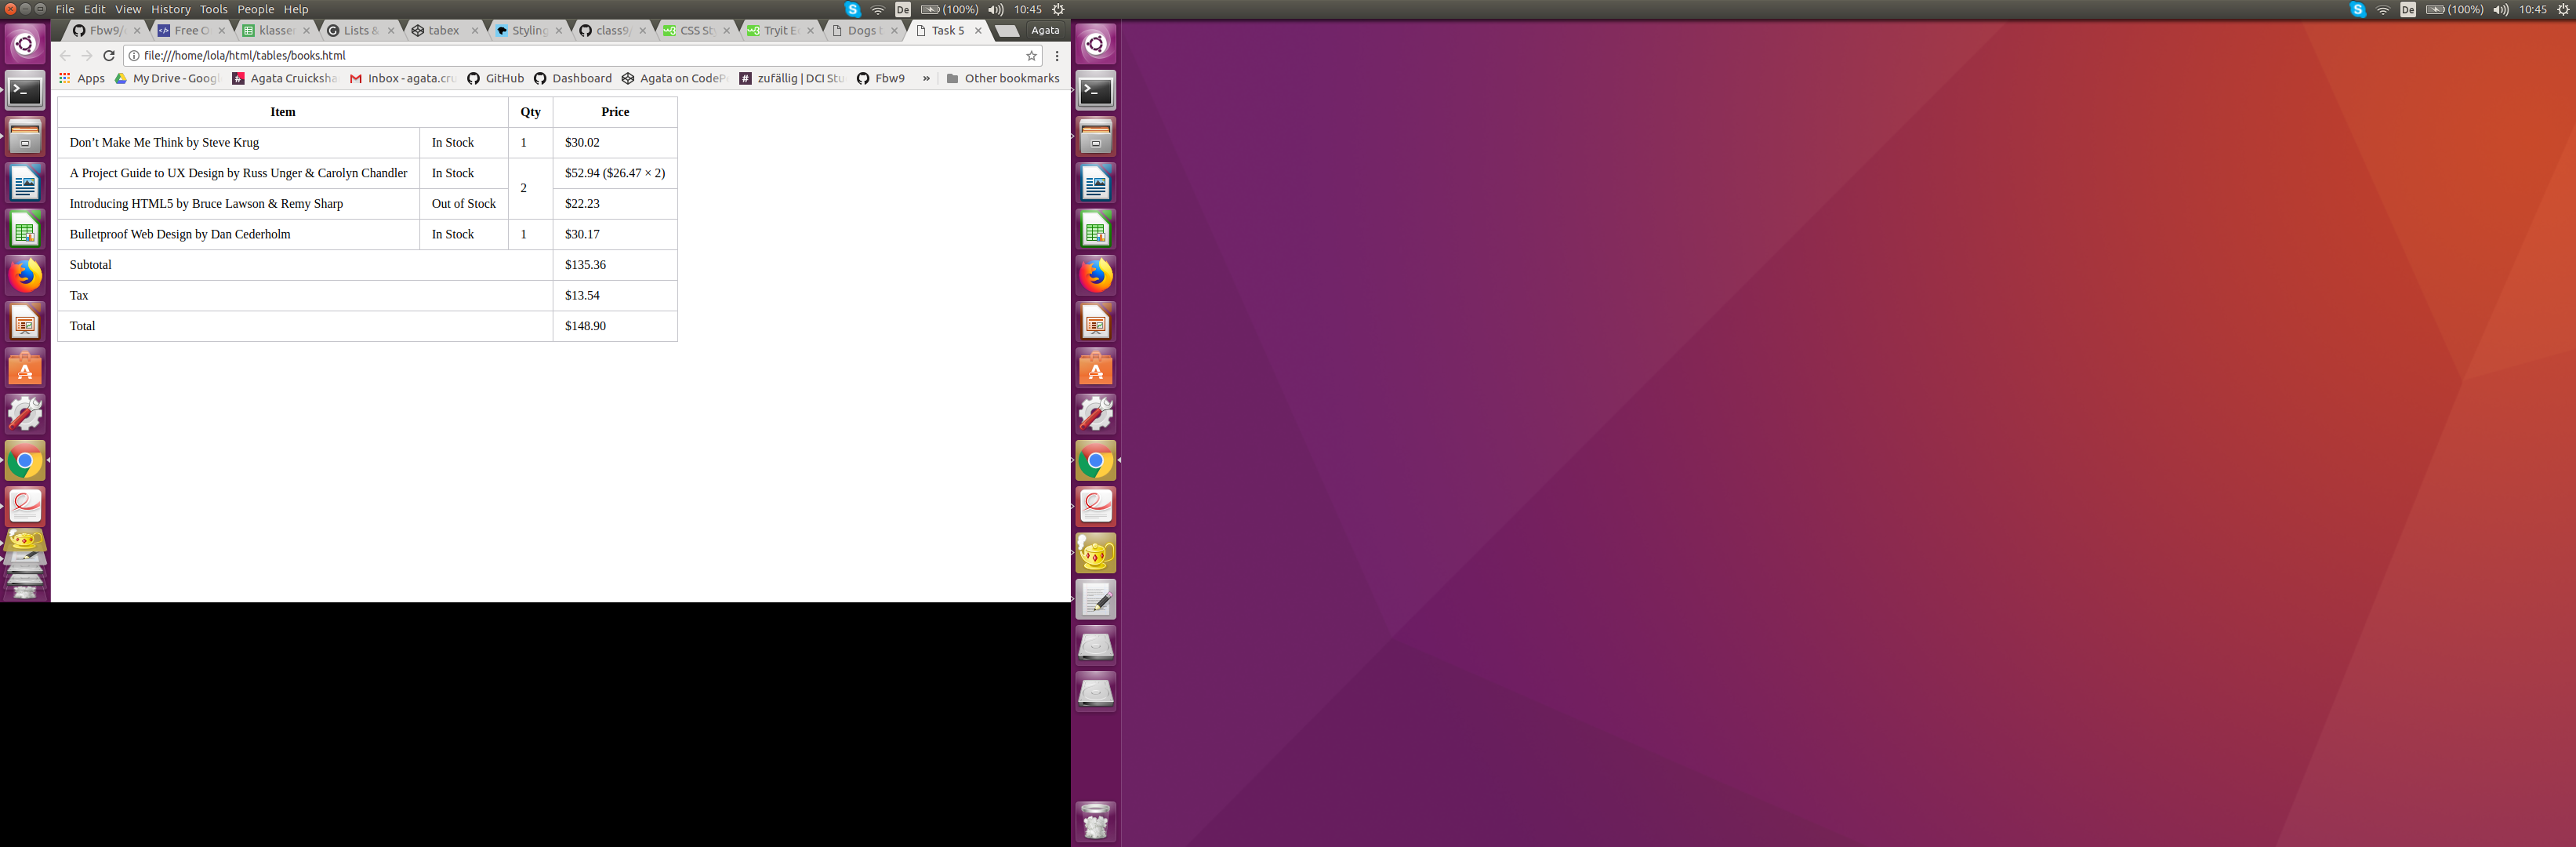 File Edit View History Tools People Help De (100%) 10:45 De (100%) 10:45
Fbw9/ Free O klasse Lists & tabex Styling class9/ CSS St Tryit E Dogs t Task 5 Agata
file:///home/lola/html/tables/books.html
Apps My Drive - Goog Agata Cruicksha Inbox - agata.cru GitHub Dashboard Agata on CodeP zufällig | DCI Stu Fbw9 » Other bookmarks
Item Qty Price
Don’t Make Me Think by Steve Krug In Stock 1 $30.02
A Project Guide to UX Design by Russ Unger & Carolyn Chandler In Stock 2 $52.94 ($26.47 × 2)
Introducing HTML5 by Bruce Lawson & Remy Sharp Out of Stock $22.23
Bulletproof Web Design by Dan Cederholm In Stock 1 $30.17
Subtotal $135.36
Tax $13.54
Total $148.90